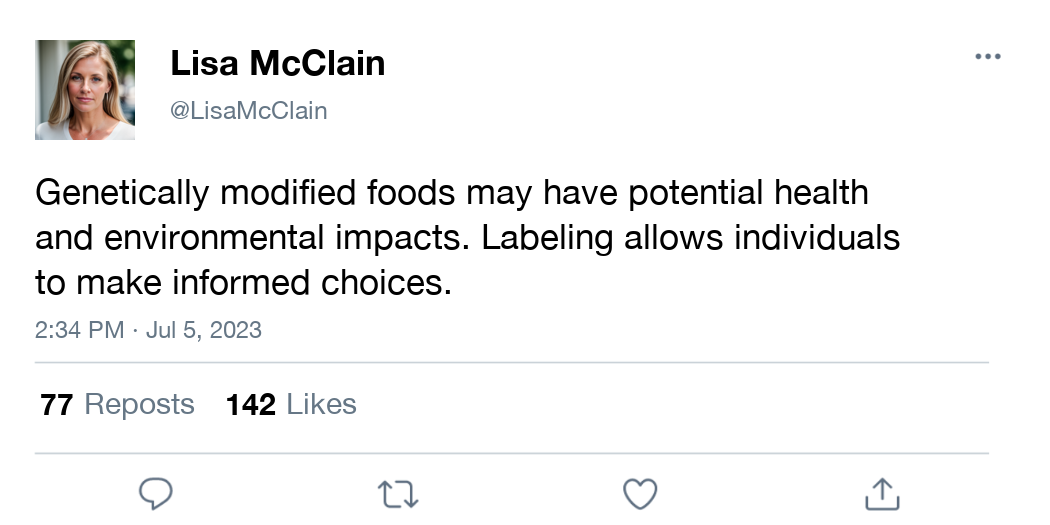 Lisa McClain
@LisaMcClain
Genetically modified foods may have potential health
and environmental impacts. Labeling allows individuals
to make informed choices.
2:34 PM · Jul 5, 2023
77 Reposts 142 Likes